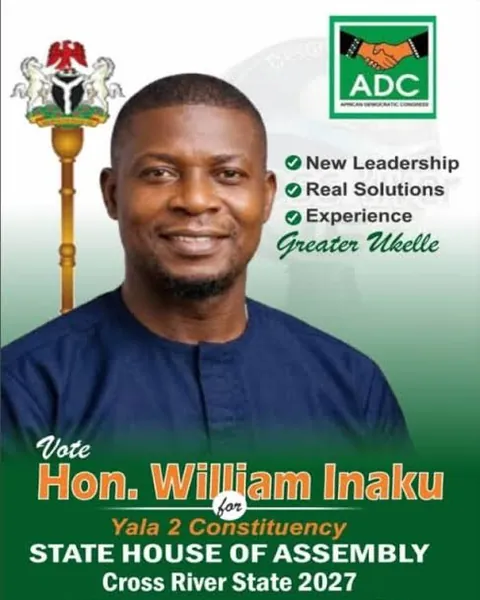 ADC
AFRICAN DEMOCRATIC CONGRESS
New Leadership
Real Solutions
Experience
Greater Ukelle
Vote
Hon. William Inaku
for
Yala 2 Constituency
STATE HOUSE OF ASSEMBLY
Cross River State 2027